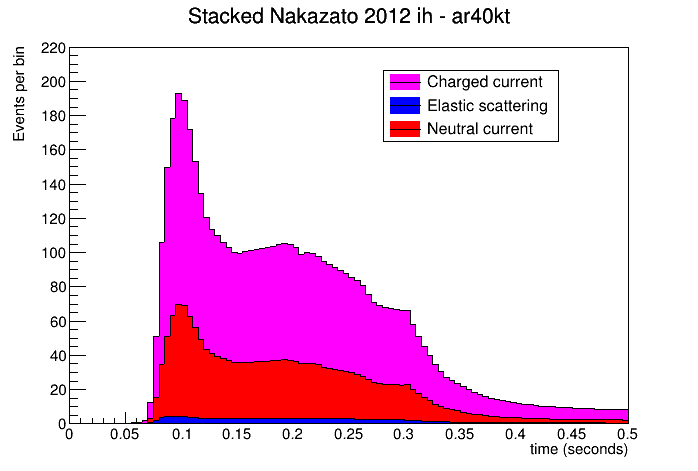 Stacked Nakazato 2012 ih - ar40kt
Events per bin
220
200
180
160
140
120
100
80
60
40
20
0
Charged current
Elastic scattering
Neutral current
0 0.05 0.1 0.15 0.2 0.25 0.3 0.35 0.4 0.45 0.5
time (seconds)